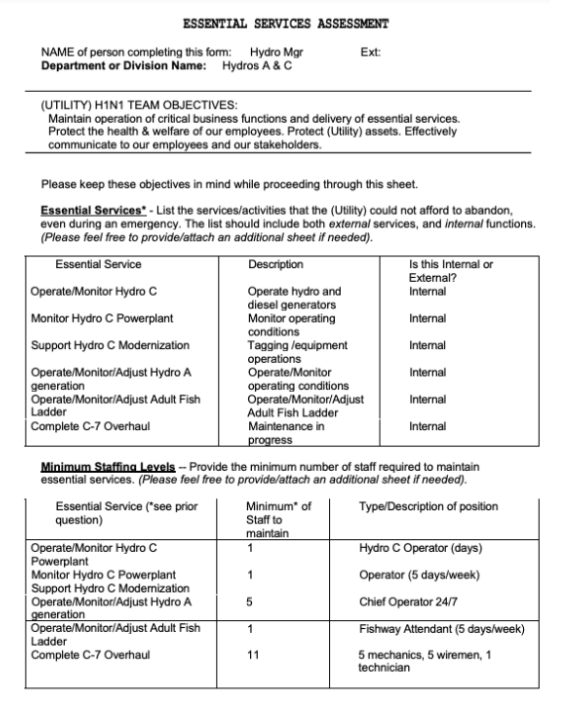 ESSENTIAL SERVICES ASSESSMENT
NAME of person completing this form: Hydro Mgr Ext:
Department or Division Name: Hydros A & C
(UTILITY) H1N1 TEAM OBJECTIVES:
Maintain operation of critical business functions and delivery of essential services.
Protect the health & welfare of our employees. Protect (Utility) assets. Effectively
communicate to our employees and our stakeholders.
Please keep these objectives in mind while proceeding through this sheet.
Essential Services* - List the services/activities that the (Utility) could not afford to abandon,
even during an emergency. The list should include both external services, and internal functions.
(Please feel free to provide/attach an additional sheet if needed).
Essential Service Description Is this Internal or
External?
Operate/Monitor Hydro C Operate hydro and Internal
diesel generators
Monitor Hydro C Powerplant Monitor operating Internal
conditions
Support Hydro C Modernization Tagging /equipment Internal
operations
Operate/Monitor/Adjust Hydro A Operate/Monitor Internal
generation operating conditions
Operate/Monitor/Adjust Adult Fish Operate/Monitor/Adjust Internal
Ladder Adult Fish Ladder
Complete C-7 Overhaul Maintenance in Internal
progress
Minimum Staffing Levels -- Provide the minimum number of staff required to maintain
essential services. (Please feel free to provide/attach an additional sheet if needed).
Essential Service (*see prior Minimum* of Type/Description of position
question) Staff to
maintain
Operate/Monitor Hydro C 1 Hydro C Operator (days)
Powerplant
Monitor Hydro C Powerplant 1 Operator (5 days/week)
Support Hydro C Modernization
Operate/Monitor/Adjust Hydro A 5 Chief Operator 24/7
generation
Operate/Monitor/Adjust Adult Fish 1 Fishway Attendant (5 days/week)
Ladder
Complete C-7 Overhaul 11 5 mechanics, 5 wiremen, 1
technician